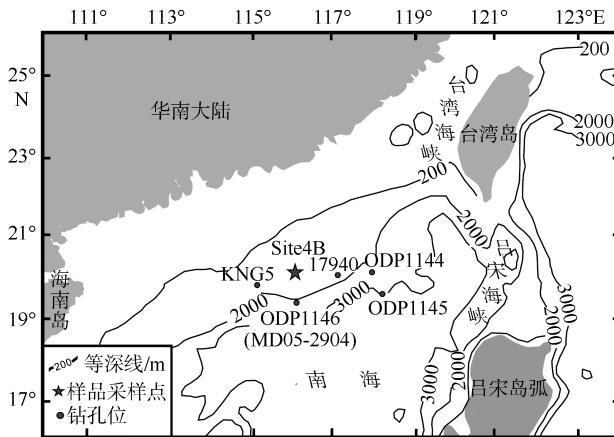 111° 113° 115° 117° 119° 121° 123°E
25°
N
23°
21°
19°
17°
200
2000
3000
华南大陆
台湾海峡
台湾岛
200
2000
吕宋海峡
Site4B
17940
ODP1144
KNG5
3000
ODP1145
2000
ODP1146
(MD05-2904)
海南岛
3000
2000
南海
3000
2000
吕宋岛弧
200 等深线/m
样品采样点
钻孔位